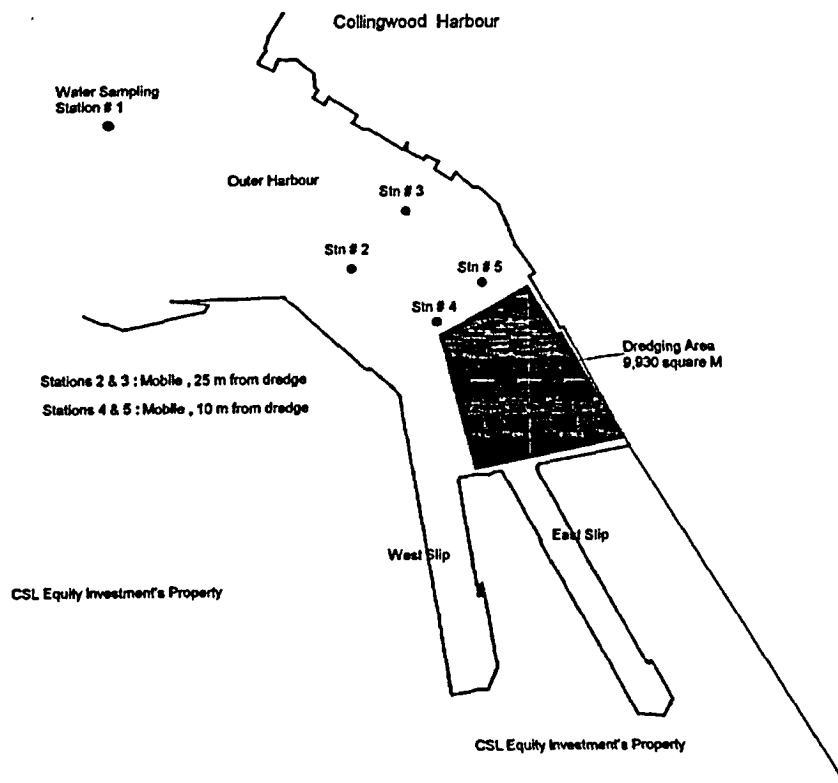 Collingwood Harbour
Water Sampling
Station # 1
Outer Harbour
Stn # 3
Stn # 2
Stn # 5
Stn # 4
Dredging Area
9,930 square M
Stations 2 & 3 : Mobile , 25 m from dredge
Stations 4 & 5 : Mobile , 10 m from dredge
West Slip
East Slip
CSL Equity Investment's Property
CSL Equity Investment's Property